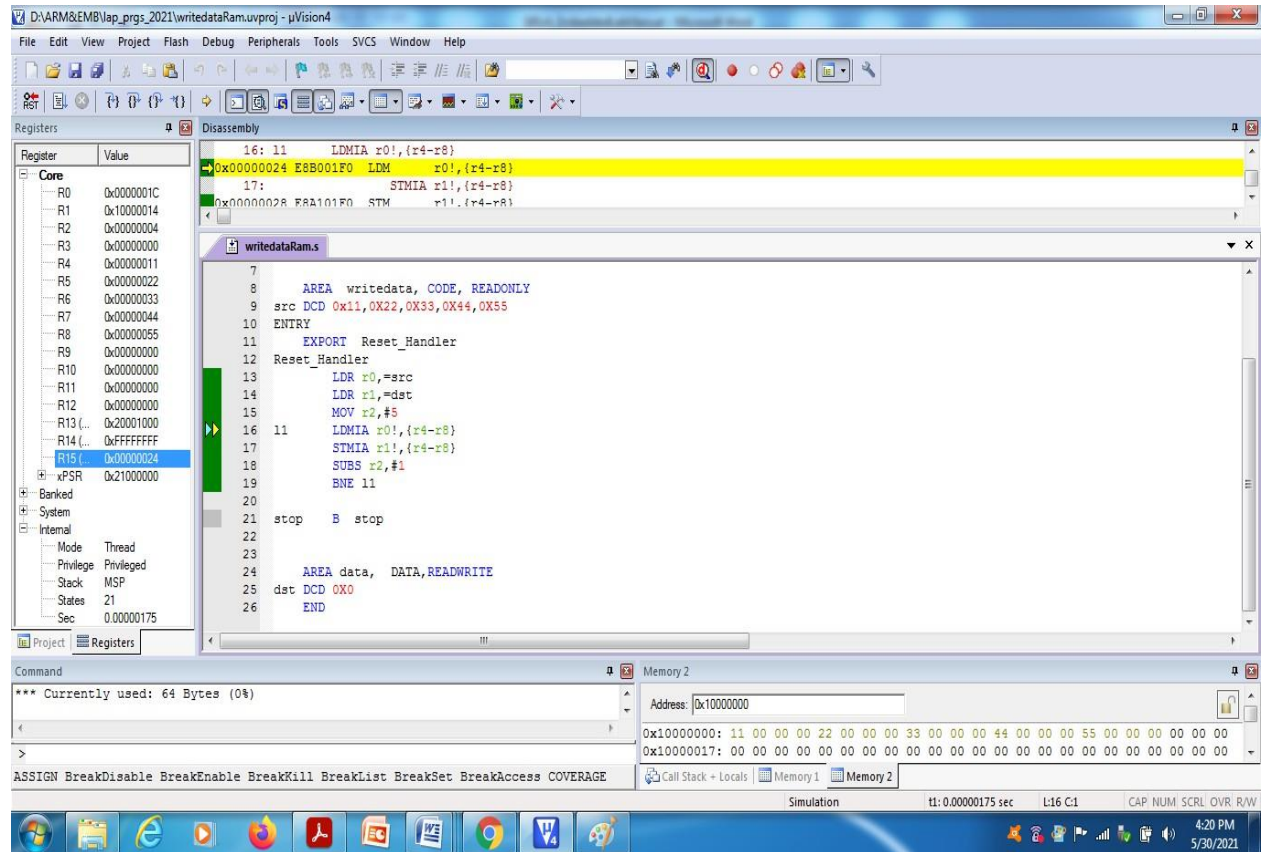 D:\ARM&EMB\lap_prgs_2021\writedataRam.uvproj - µVision4
File Edit View Project Flash Debug Peripherals Tools SVCS Window Help
Registers
Register Value
Core
R0 0x0000001C
R1 0x10000014
R2 0x00000004
R3 0x00000000
R4 0x00000011
R5 0x00000022
R6 0x00000033
R7 0x00000044
R8 0x00000055
R9 0x00000000
R10 0x00000000
R11 0x00000000
R12 0x00000000
R13 (... 0x20001000
R14 (... 0xFFFFFFFF
R15 (... 0x00000024
xPSR 0x21000000
Banked
System
Internal
Mode Thread
Privilege Privileged
Stack MSP
States 21
Sec 0.00000175
Project Registers
Disassembly
16: l1 LDMIA r0!,{r4-r8}
0x00000024 E8B001F0 LDM r0!,{r4-r8}
17: STMIA r1!,{r4-r8}
0x00000028 E8A101F0 STM r1!,{r4-r8}
writedataRam.s
7
8 AREA writedata, CODE, READONLY
9 src DCD 0x11,0X22,0X33,0X44,0X55
10 ENTRY
11 EXPORT Reset_Handler
12 Reset_Handler
13 LDR r0,=src
14 LDR r1,=dst
15 MOV r2,#5
16 l1 LDMIA r0!,{r4-r8}
17 STMIA r1!,{r4-r8}
18 SUBS r2,#1
19 BNE l1
20
21 stop B stop
22
23
24 AREA data, DATA,READWRITE
25 dst DCD 0X0
26 END
Command
*** Currently used: 64 Bytes (0%)
>
ASSIGN BreakDisable BreakEnable BreakKill BreakList BreakSet BreakAccess COVERAGE
Memory 2
Address: 0x10000000
0x10000000: 11 00 00 00 22 00 00 00 33 00 00 00 44 00 00 00 55 00 00 00 00 00 00
0x10000017: 00 00 00 00 00 00 00 00 00 00 00 00 00 00 00 00 00 00 00 00 00 00 00
Call Stack + Locals Memory 1 Memory 2
Simulation t1: 0.00000175 sec L:16 C:1 CAP NUM SCRL OVR R/W
4:20 PM
5/30/2021